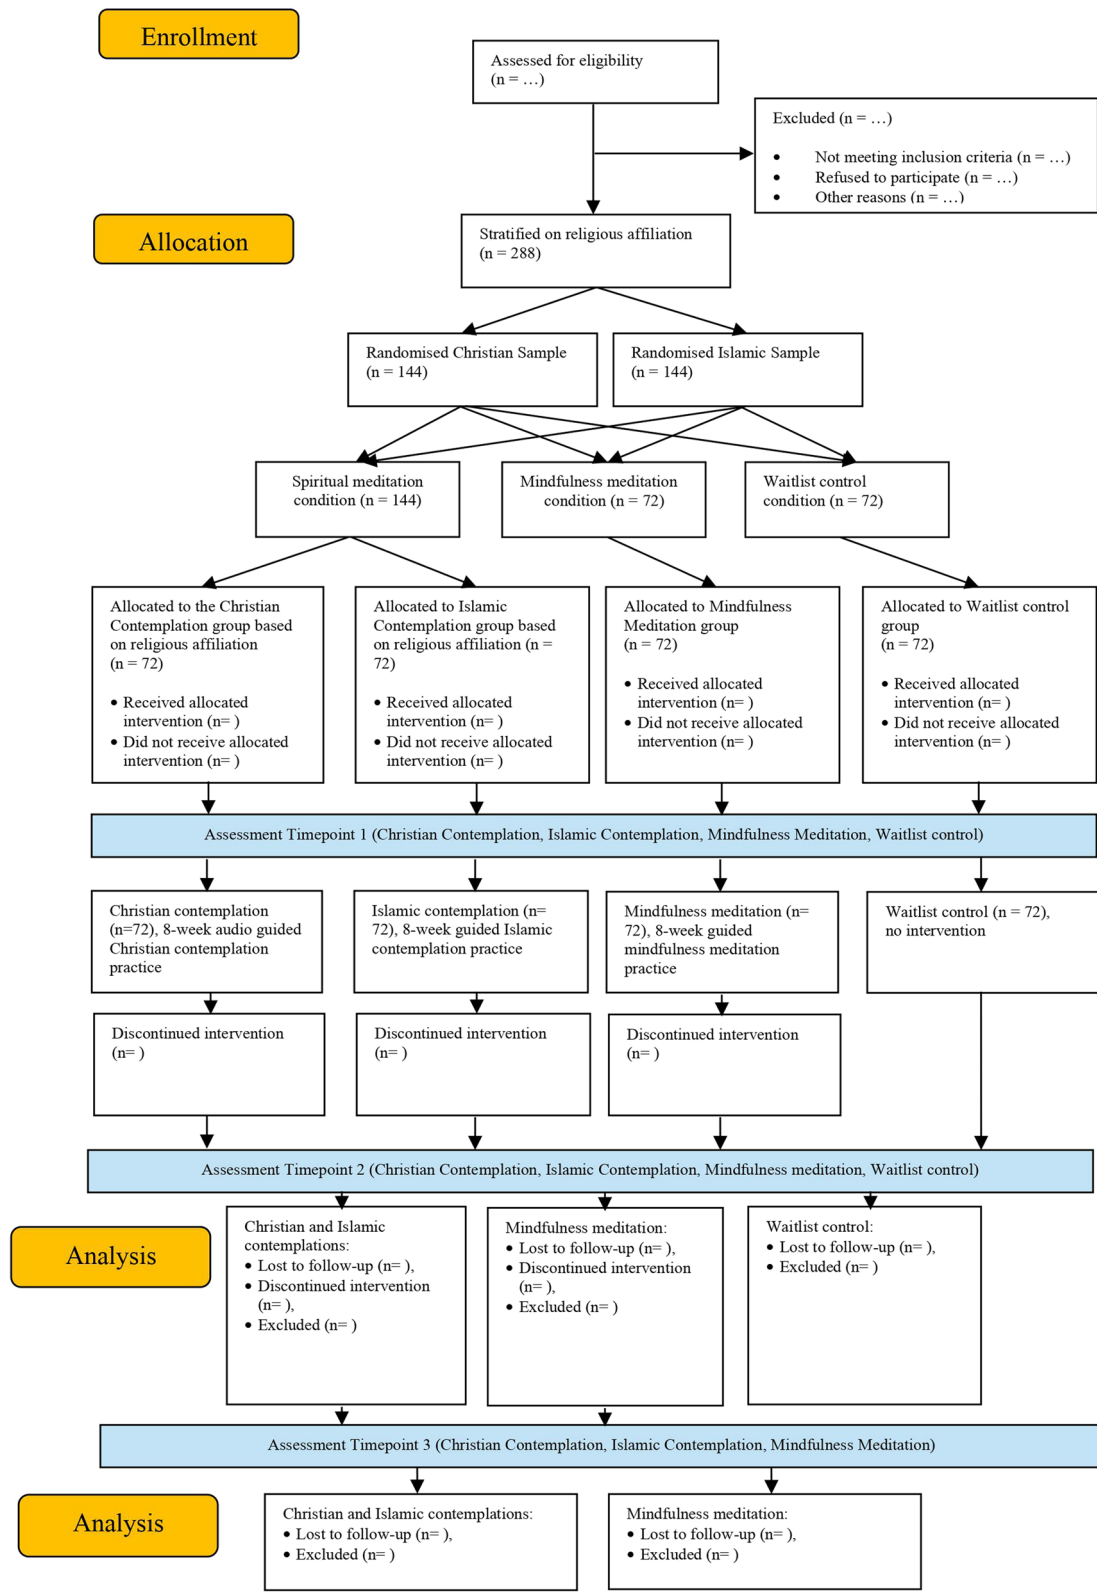 Enrollment
Assessed for eligibility
(n = …)
Excluded (n = …)
• Not meeting inclusion criteria (n = …)
• Refused to participate (n = …)
• Other reasons (n = …)
Allocation
Stratified on religious affiliation
(n = 288)
Randomised Christian Sample
(n = 144)
Randomised Islamic Sample
(n = 144)
Spiritual meditation
condition (n = 144)
Mindfulness meditation
condition (n = 72)
Waitlist control
condition (n = 72)
Allocated to the Christian
Contemplation group based
on religious affiliation
(n = 72)
• Received allocated
intervention (n= )
• Did not receive allocated
intervention (n= )
Allocated to Islamic
Contemplation group based
on religious affiliation (n =
72)
• Received allocated
intervention (n= )
• Did not receive allocated
intervention (n= )
Allocated to Mindfulness
Meditation group
(n = 72)
• Received allocated
intervention (n= )
• Did not receive allocated
intervention (n= )
Allocated to Waitlist control
group
(n = 72)
• Received allocated
intervention (n= )
• Did not receive allocated
intervention (n= )
Assessment Timepoint 1 (Christian Contemplation, Islamic Contemplation, Mindfulness Meditation, Waitlist control)
Christian contemplation
(n=72), 8-week audio guided
Christian contemplation
practice
Islamic contemplation (n=
72), 8-week guided Islamic
contemplation practice
Mindfulness meditation (n=
72), 8-week guided
mindfulness meditation
practice
Waitlist control (n = 72),
no intervention
Discontinued intervention
(n= )
Discontinued intervention
(n= )
Discontinued intervention
(n= )
Assessment Timepoint 2 (Christian Contemplation, Islamic Contemplation, Mindfulness meditation, Waitlist control)
Analysis
Christian and Islamic
contemplations:
• Lost to follow-up (n= ),
• Discontinued intervention
(n= ),
• Excluded (n= )
Mindfulness meditation:
• Lost to follow-up (n= ),
• Discontinued intervention
(n= ),
• Excluded (n= )
Waitlist control:
• Lost to follow-up (n= ),
• Excluded (n= )
Assessment Timepoint 3 (Christian Contemplation, Islamic Contemplation, Mindfulness Meditation)
Analysis
Christian and Islamic contemplations:
• Lost to follow-up (n= ),
• Excluded (n= )
Mindfulness meditation:
• Lost to follow-up (n= ),
• Excluded (n= )